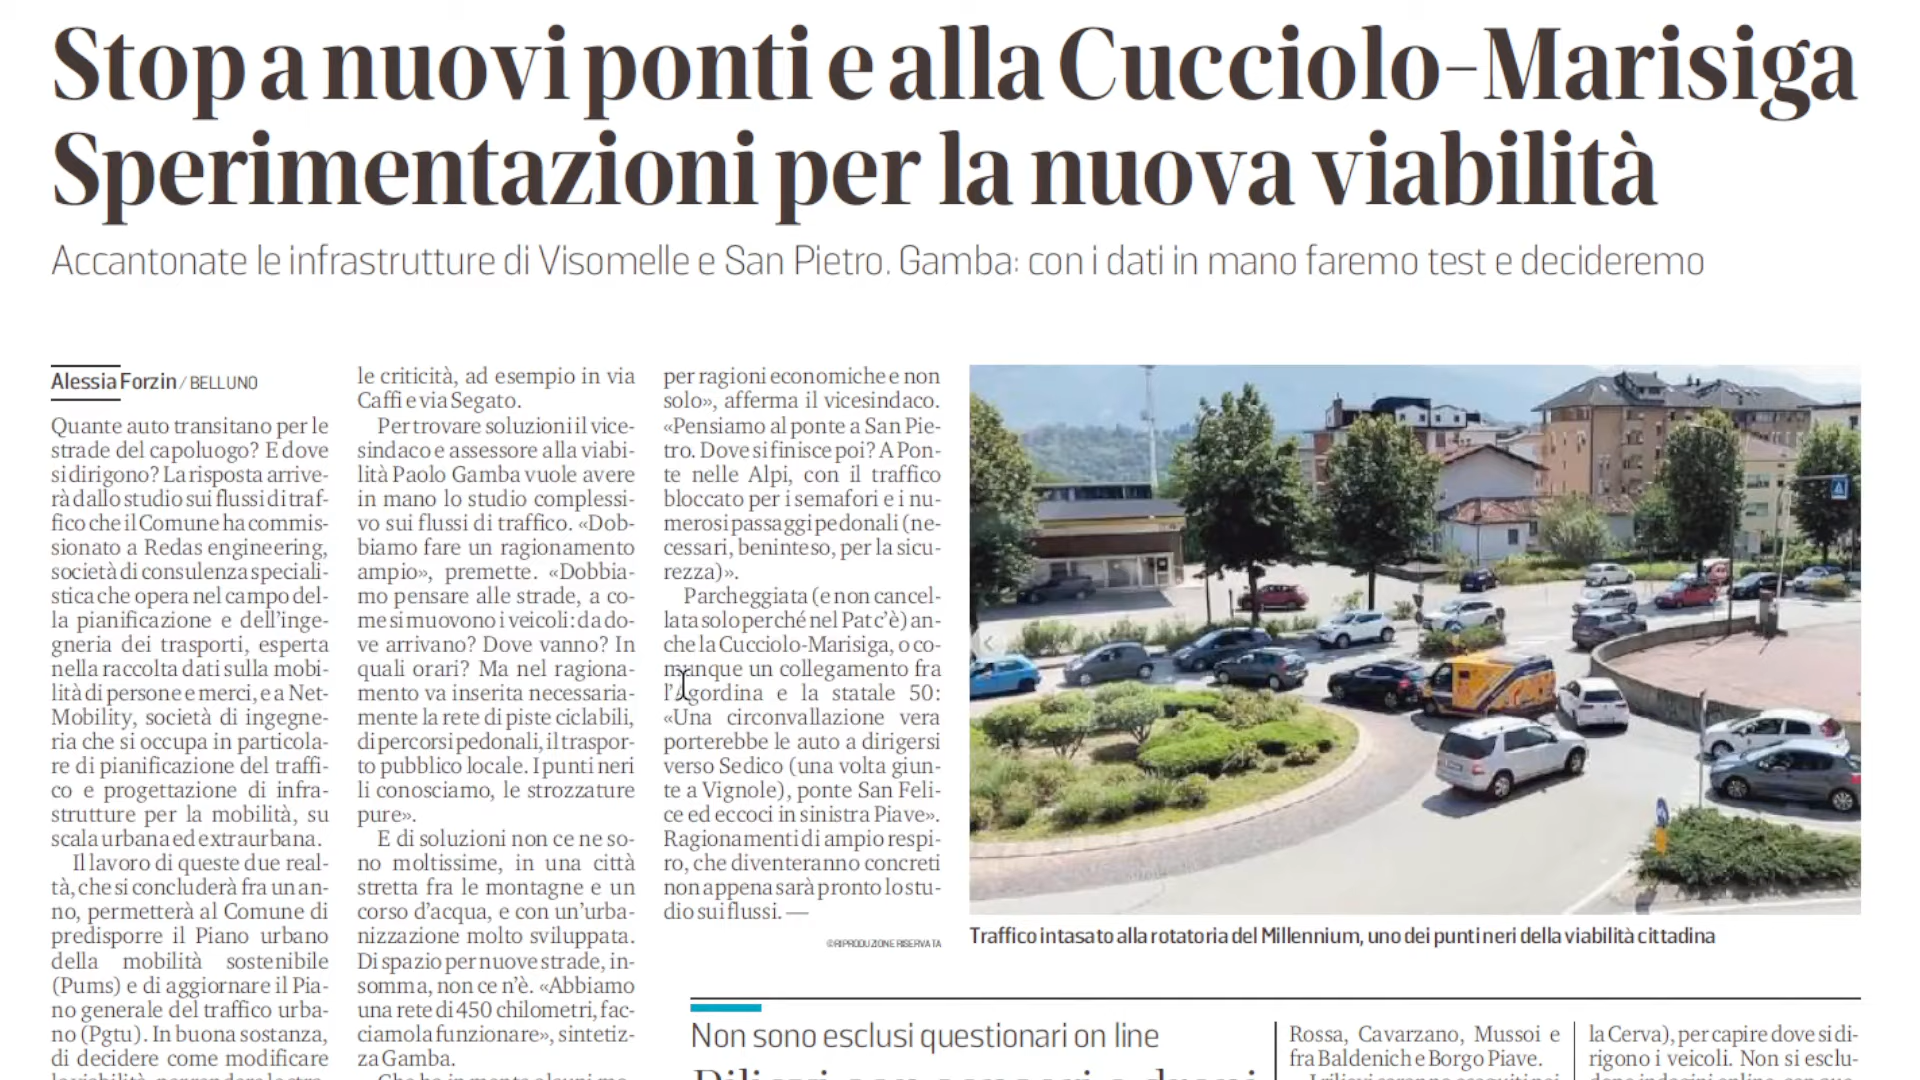 Stop a nuovi ponti e alla Cucciolo-Marisiga
Sperimentazioni per la nuova viabilità
Accantonate le infrastrutture di Visomelle e San Pietro. Gamba: con i dati in mano faremo test e decideremo
Alessia Forzin / BELLUNO
Quante auto transitano per le
strade del capoluogo? E dove
si dirigono? La risposta arrive-
rà dallo studio sui flussi di traf-
fico che il Comune ha commis-
sionato a Redas engineering,
società di consulenza speciali-
stica che opera nel campo del-
la pianificazione e dell'inge-
gneria dei trasporti, esperta
nella raccolta dati sulla mobi-
lità di persone e merci, e a Net-
Mobility, società di ingegne-
ria che si occupa in particola-
re di pianificazione del traffi-
co e progettazione di infra-
strutture per la mobilità, su
scala urbana ed extraurbana.
Il lavoro di queste due real-
tà, che si concluderà fra un an-
no, permetterà al Comune di
predisporre il Piano urbano
della mobilità sostenibile
(Pums) e di aggiornare il Pia-
no generale del traffico urba-
no (Pgtu). In buona sostanza,
di decidere come modificare
le criticità, ad esempio in via
Caffi e via Segato.
Per trovare soluzioni il vice-
sindaco e assessore alla viabi-
lità Paolo Gamba vuole avere
in mano lo studio complessi-
vo sui flussi di traffico. «Dob-
biamo fare un ragionamento
ampio», premette. «Dobbia-
mo pensare alle strade, a co-
me si muovono i veicoli: da do-
ve arrivano? Dove vanno? In
quali orari? Ma nel ragiona-
mento va inserita necessaria-
mente la rete di piste ciclabili,
di percorsi pedonali, il traspor-
to pubblico locale. I punti neri
li conosciamo, le strozzature
pure».
E di soluzioni non ce ne so-
no moltissime, in una città
stretta fra le montagne e un
corso d'acqua, e con un'urba-
nizzazione molto sviluppata.
Di spazio per nuove strade, in-
somma, non ce n'è. «Abbiamo
una rete di 450 chilometri, fac-
ciamola funzionare», sintetiz-
za Gamba.
per ragioni economiche e non
solo», afferma il vicesindaco.
«Pensiamo al ponte a San Pie-
tro. Dove si finisce poi? A Pon-
te nelle Alpi, con il traffico
bloccato per i semafori e i nu-
merosi passaggi pedonali (ne-
cessari, beninteso, per la sicu-
rezza)».
Parcheggiata (e non cancel-
lata solo perché nel Pat c'è) an-
che la Cucciolo-Marisiga, o co-
munque un collegamento fra
l'Agordina e la statale 50:
«Una circonvallazione vera
porterebbe le auto a dirigersi
verso Sedico (una volta giun-
te a Vignole), ponte San Feli-
ce ed eccoci in sinistra Piave».
Ragionamenti di ampio respi-
ro, che diventeranno concreti
non appena sarà pronto lo stu-
dio sui flussi. —
©RIPRODUZIONE RISERVATA
Traffico intasato alla rotatoria del Millennium, uno dei punti neri della viabilità cittadina
Non sono esclusi questionari on line
Rossa, Cavarzano, Mussoi e
fra Baldenich e Borgo Piave.
la Cerva), per capire dove si di-
rigono i veicoli. Non si esclu-